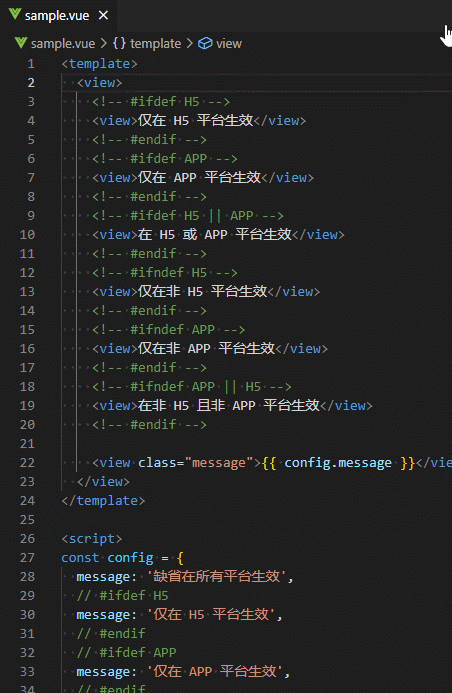 sample.vue ×
sample.vue > {} template > view
1 <template>
2 <view>
3 <!-- #ifdef H5 -->
4 <view>仅在 H5 平台生效</view>
5 <!-- #endif -->
6 <!-- #ifdef APP -->
7 <view>仅在 APP 平台生效</view>
8 <!-- #endif -->
9 <!-- #ifdef H5 || APP -->
10 <view>在 H5 或 APP 平台生效</view>
11 <!-- #endif -->
12 <!-- #ifndef H5 -->
13 <view>仅在非 H5 平台生效</view>
14 <!-- #endif -->
15 <!-- #ifndef APP -->
16 <view>仅在非 APP 平台生效</view>
17 <!-- #endif -->
18 <!-- #ifndef APP || H5 -->
19 <view>在非 H5 且非 APP 平台生效</view>
20 <!-- #endif -->
21
22 <view class="message">{{ config.message }}</vie
23 </view>
24 </template>
25
26 <script>
27 const config = {
28 message: '缺省在所有平台生效',
29 // #ifdef H5
30 message: '仅在 H5 平台生效',
31 // #endif
32 // #ifdef APP
33 message: '仅在 APP 平台生效',
34 // #endif